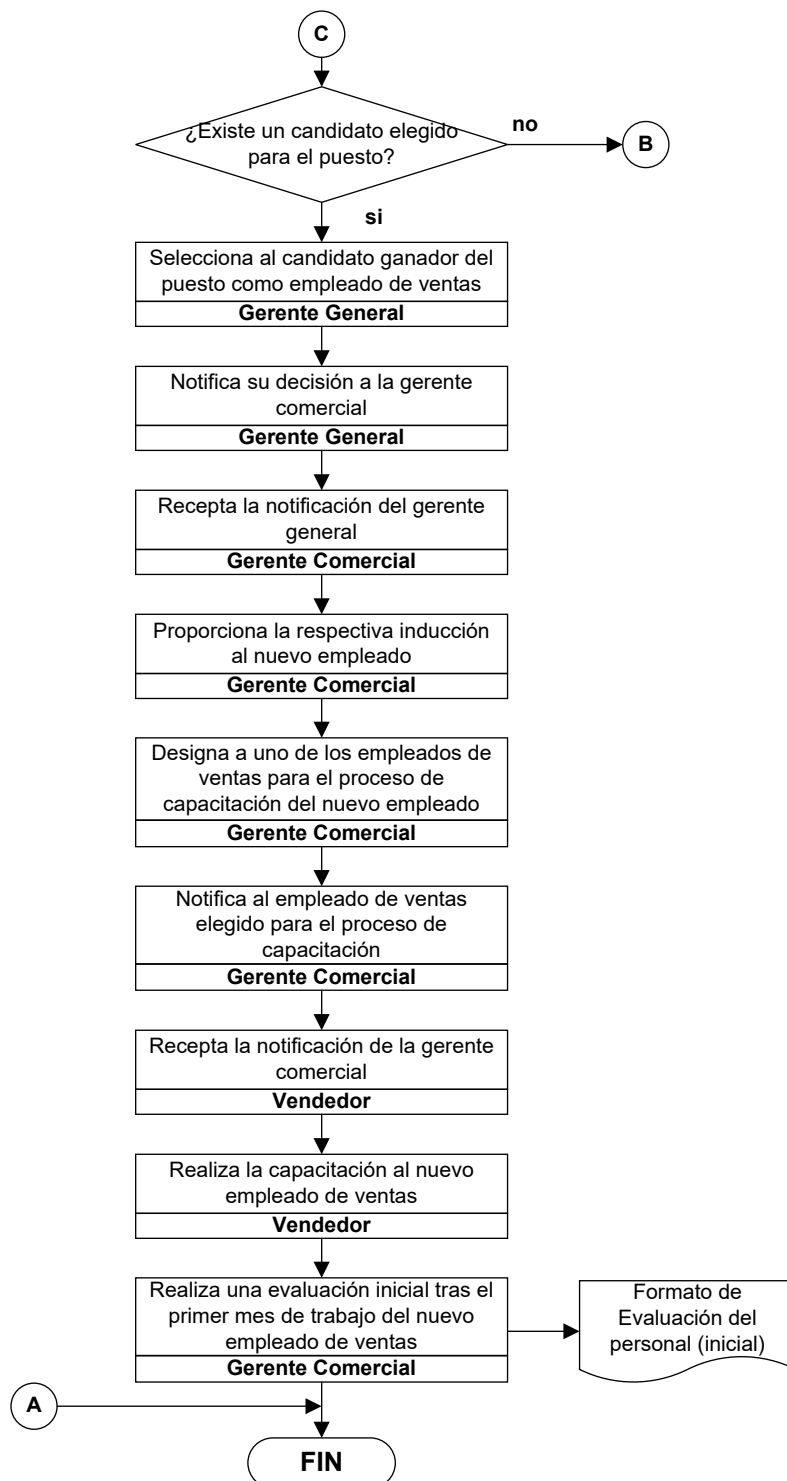 C
¿Existe un candidato elegido
para el puesto?
no
B
si
Selecciona al candidato ganador del
puesto como empleado de ventas
Gerente General
Notifica su decisión a la gerente
comercial
Gerente General
Recepta la notificación del gerente
general
Gerente Comercial
Proporciona la respectiva inducción
al nuevo empleado
Gerente Comercial
Designa a uno de los empleados de
ventas para el proceso de
capacitación del nuevo empleado
Gerente Comercial
Notifica al empleado de ventas
elegido para el proceso de
capacitación
Gerente Comercial
Recepta la notificación de la gerente
comercial
Vendedor
Realiza la capacitación al nuevo
empleado de ventas
Vendedor
Realiza una evaluación inicial tras el
primer mes de trabajo del nuevo
empleado de ventas
Gerente Comercial
Formato de
Evaluación del
personal (inicial)
A
FIN